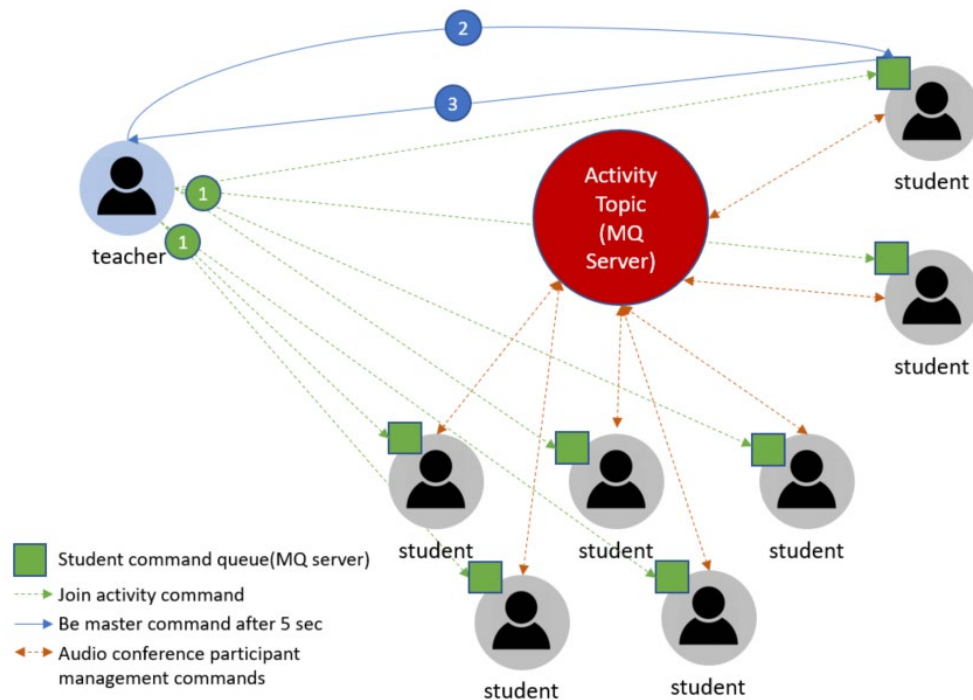 2
3
student
Activity
Topic
(MQ
Server)
1
1
teacher
student
student
student
student
student
student
Student command queue(MQ server)
Join activity command
Be master command after 5 sec
Audio conference participant
management commands